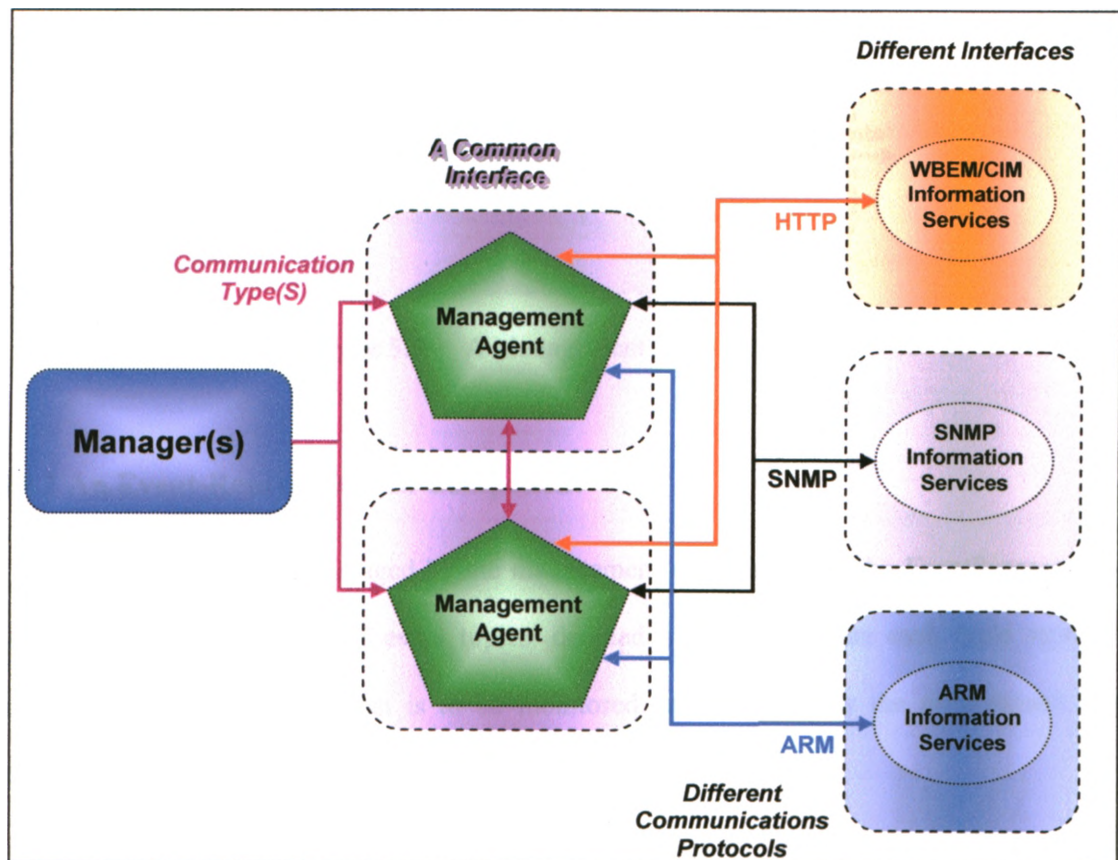 Different Interfaces
A Common
Interface
WBEM/CIM
Information
Services
HTTP
Communication
Type(S)
Management
Agent
Manager(s)
SNMP
Information
Services
SNMP
Management
Agent
ARM
Information
Services
ARM
Different
Communications
Protocols